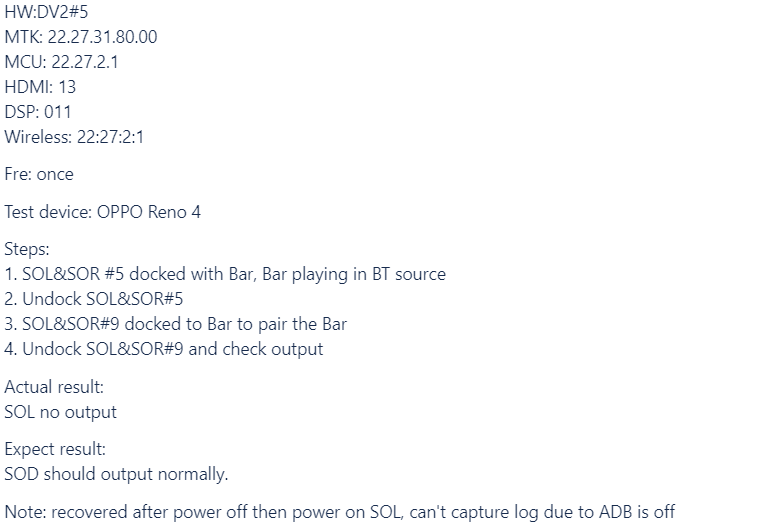 HW:DV2#5
MTK: 22.27.31.80.00
MCU: 22.27.2.1
HDMI: 13
DSP: 011
Wireless: 22:27:2:1
Fre: once
Test device: OPPO Reno 4
Steps:
1. SOL&SOR #5 docked with Bar, Bar playing in BT source
2. Undock SOL&SOR#5
3. SOL&SOR#9 docked to Bar to pair the Bar
4. Undock SOL&SOR#9 and check output
Actual result:
SOL no output
Expect result:
SOD should output normally.
Note: recovered after power off then power on SOL, can't capture log due to ADB is off